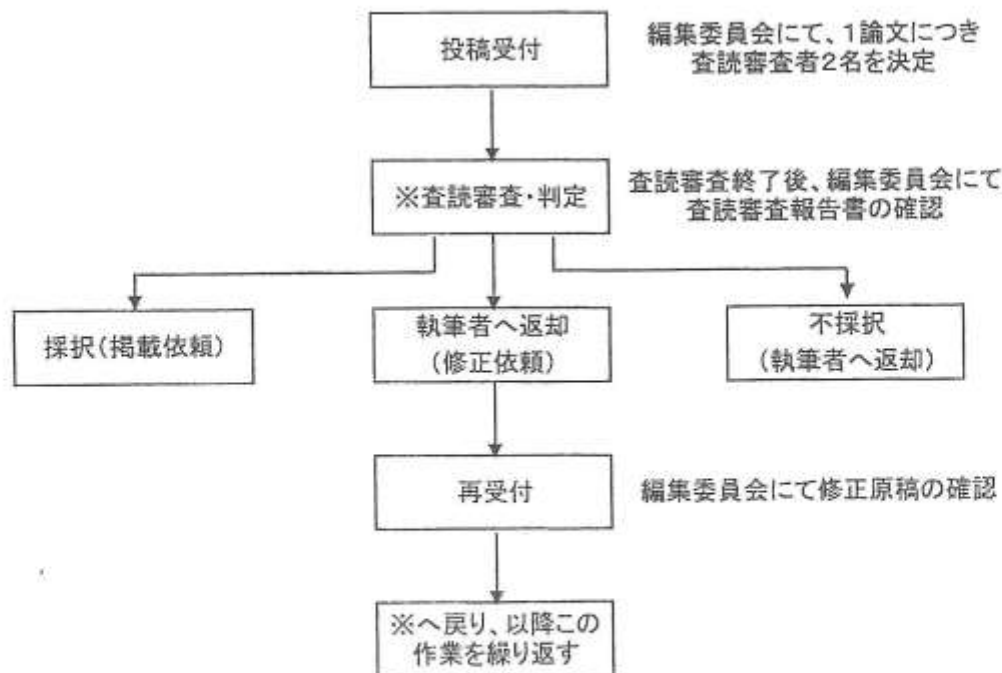 投稿受付
編集委員会にて、1論文につき
査読審査者2名を決定
※査読審査・判定
査読審査終了後、編集委員会にて
査読審査報告書の確認
採択(掲載依頼)
執筆者へ返却
(修正依頼)
不採択
(執筆者へ返却)
再受付
編集委員会にて修正原稿の確認
※へ戻り、以降この
作業を繰り返す